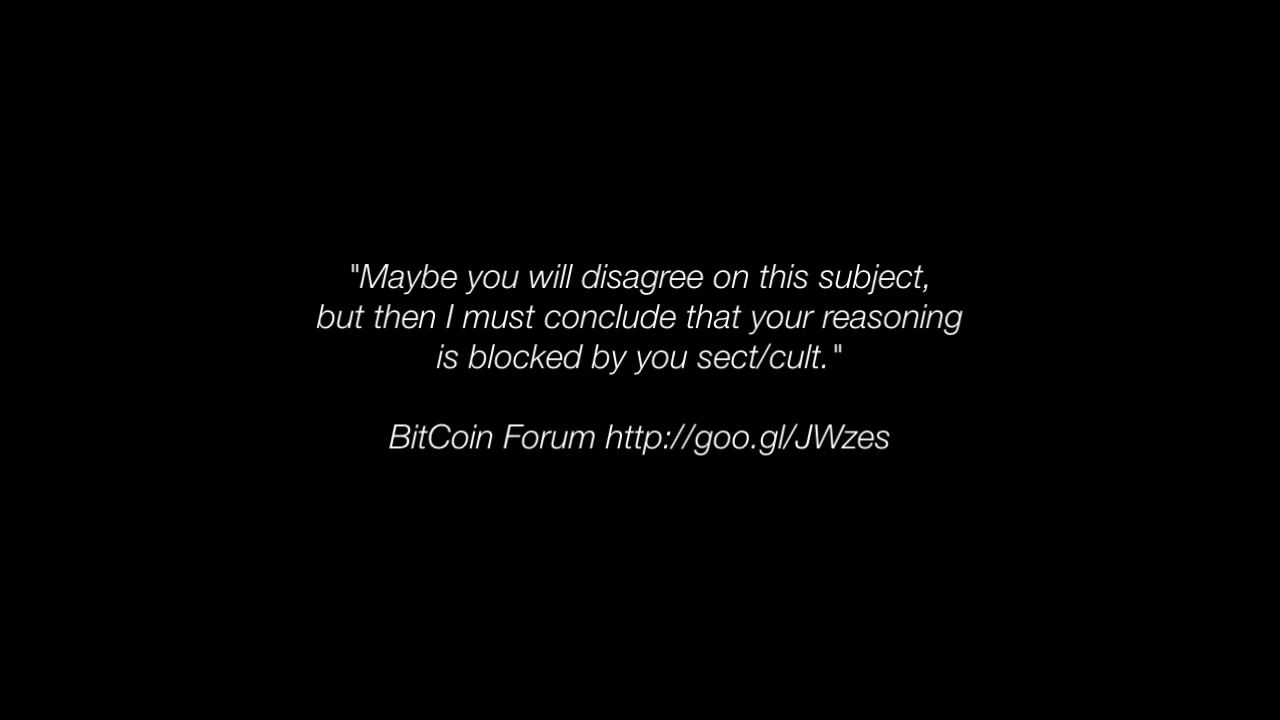 "Maybe you will disagree on this subject,
but then I must conclude that your reasoning
is blocked by you sect/cult."
BitCoin Forum http://goo.gl/JWzes